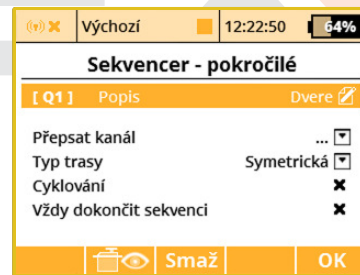 Výchozí 12:22:50 64%
Sekvencer - pokročilé
[ Q1 ] Popis Dvere
Přepsat kanál ...
Typ trasy Symetrická
Cyklování
Vždy dokončit sekvenci
Smaž OK